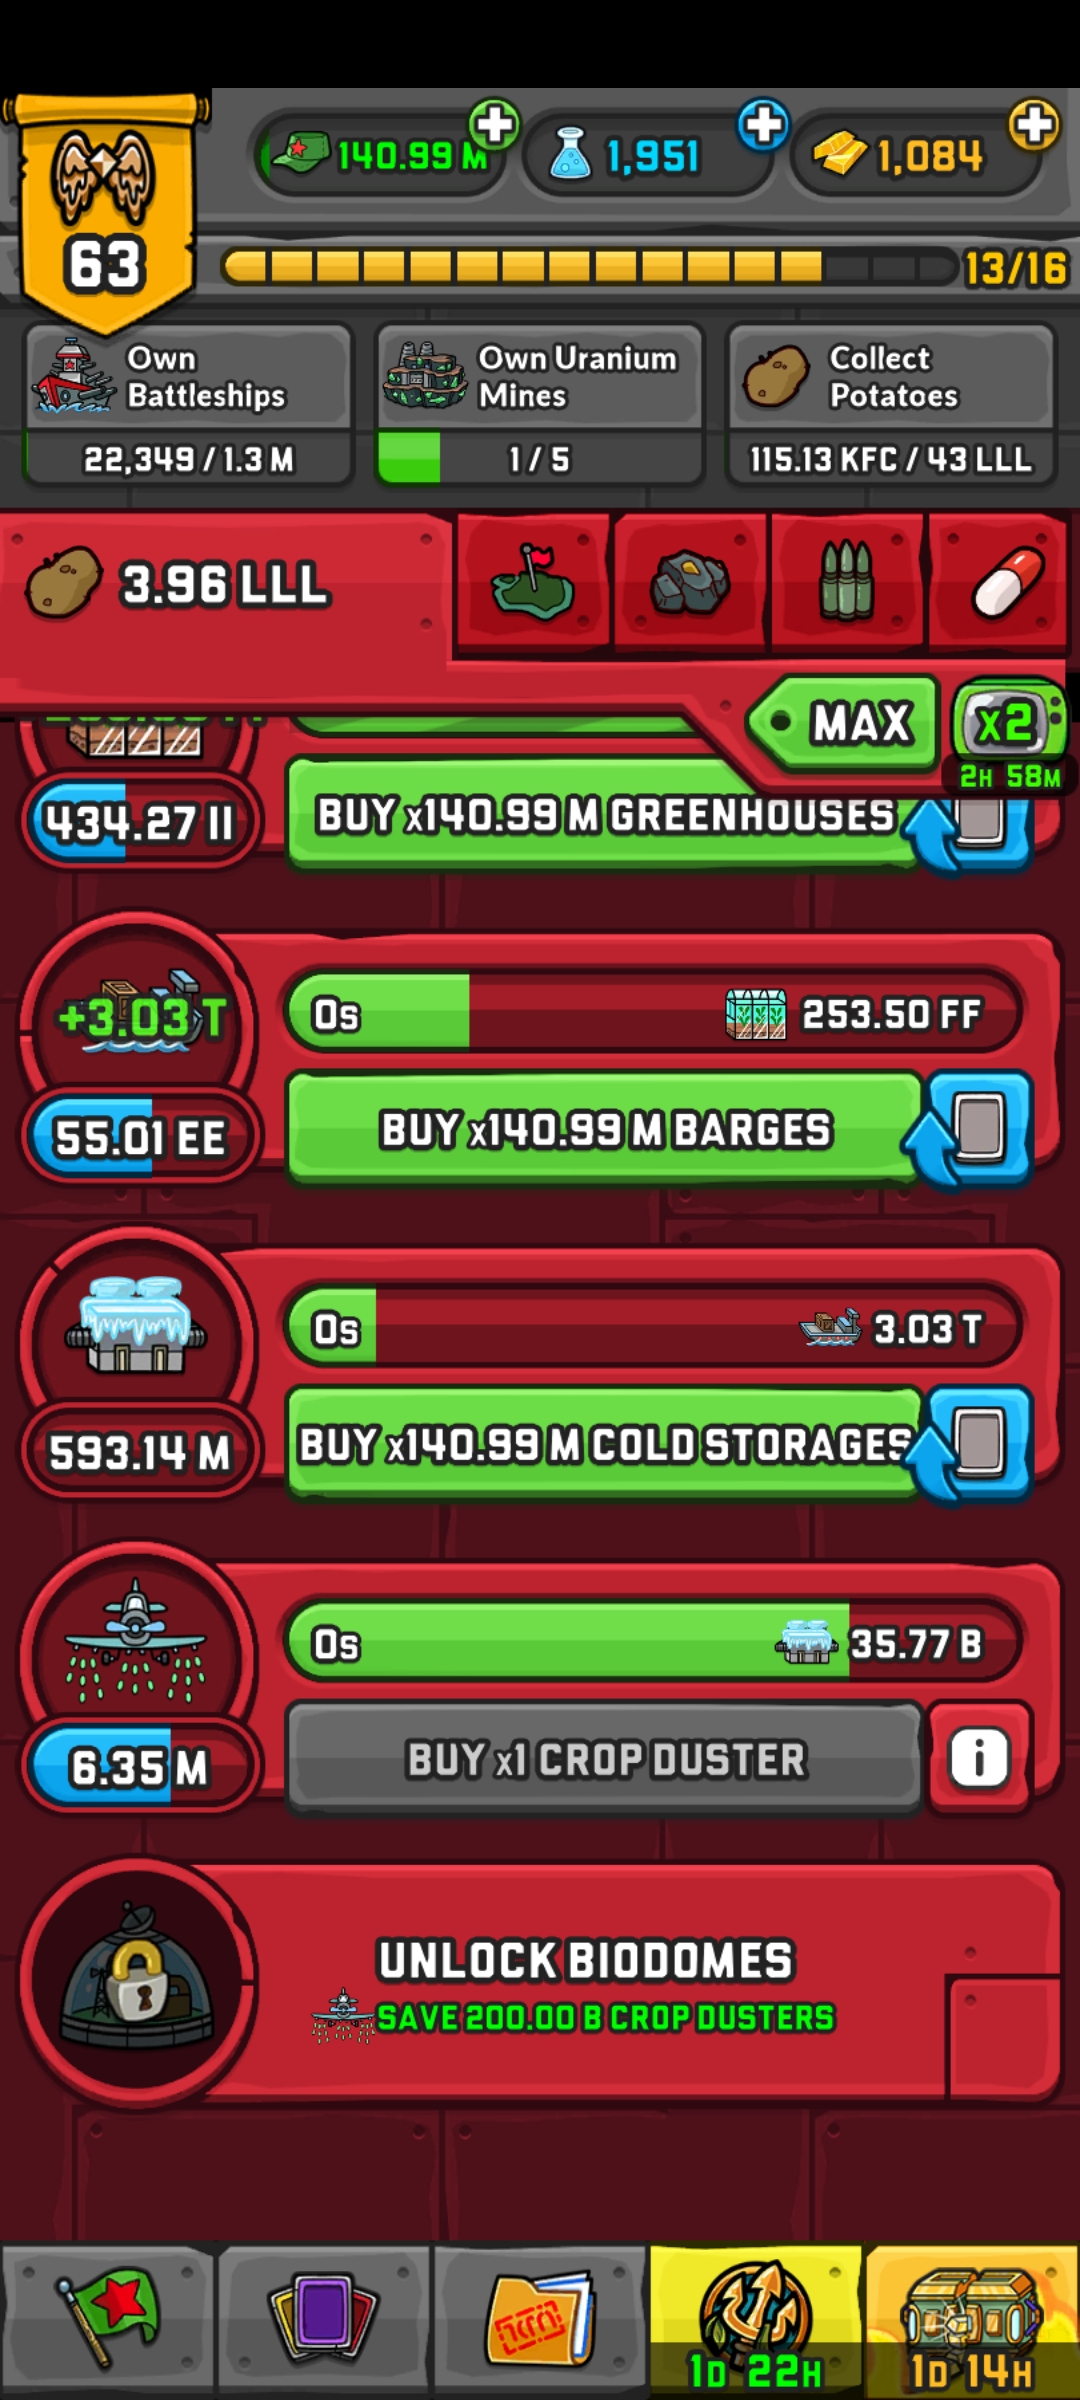 140.99 M
1,951
1,084
63
13/16
Own
Battleships
22,349 / 1.3 M
Own Uranium
Mines
1 / 5
Collect
Potatoes
115.13 KFC / 43 LLL
3.96 LLL
MAX
x2
2H 58M
434.27 II
BUY x140.99 M GREENHOUSES
+3.03 T
0s
253.50 FF
55.01 EE
BUY x140.99 M BARGES
0s
3.03 T
593.14 M
BUY x140.99 M COLD STORAGES
0s
35.77 B
6.35 M
BUY x1 CROP DUSTER
i
UNLOCK BIODOMES
SAVE 200.00 B CROP DUSTERS
1D 22H
1D 14H